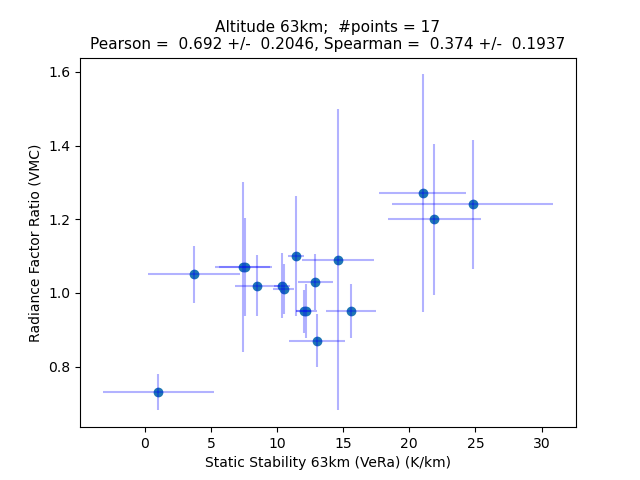 Altitude 63km;  #points = 17
Pearson =  0.692 +/-  0.2046, Spearman =  0.374 +/-  0.1937
Radiance Factor Ratio (VMC)
1.6
1.4
1.2
1.0
0.8
0 5 10 15 20 25 30
Static Stability 63km (VeRa) (K/km)